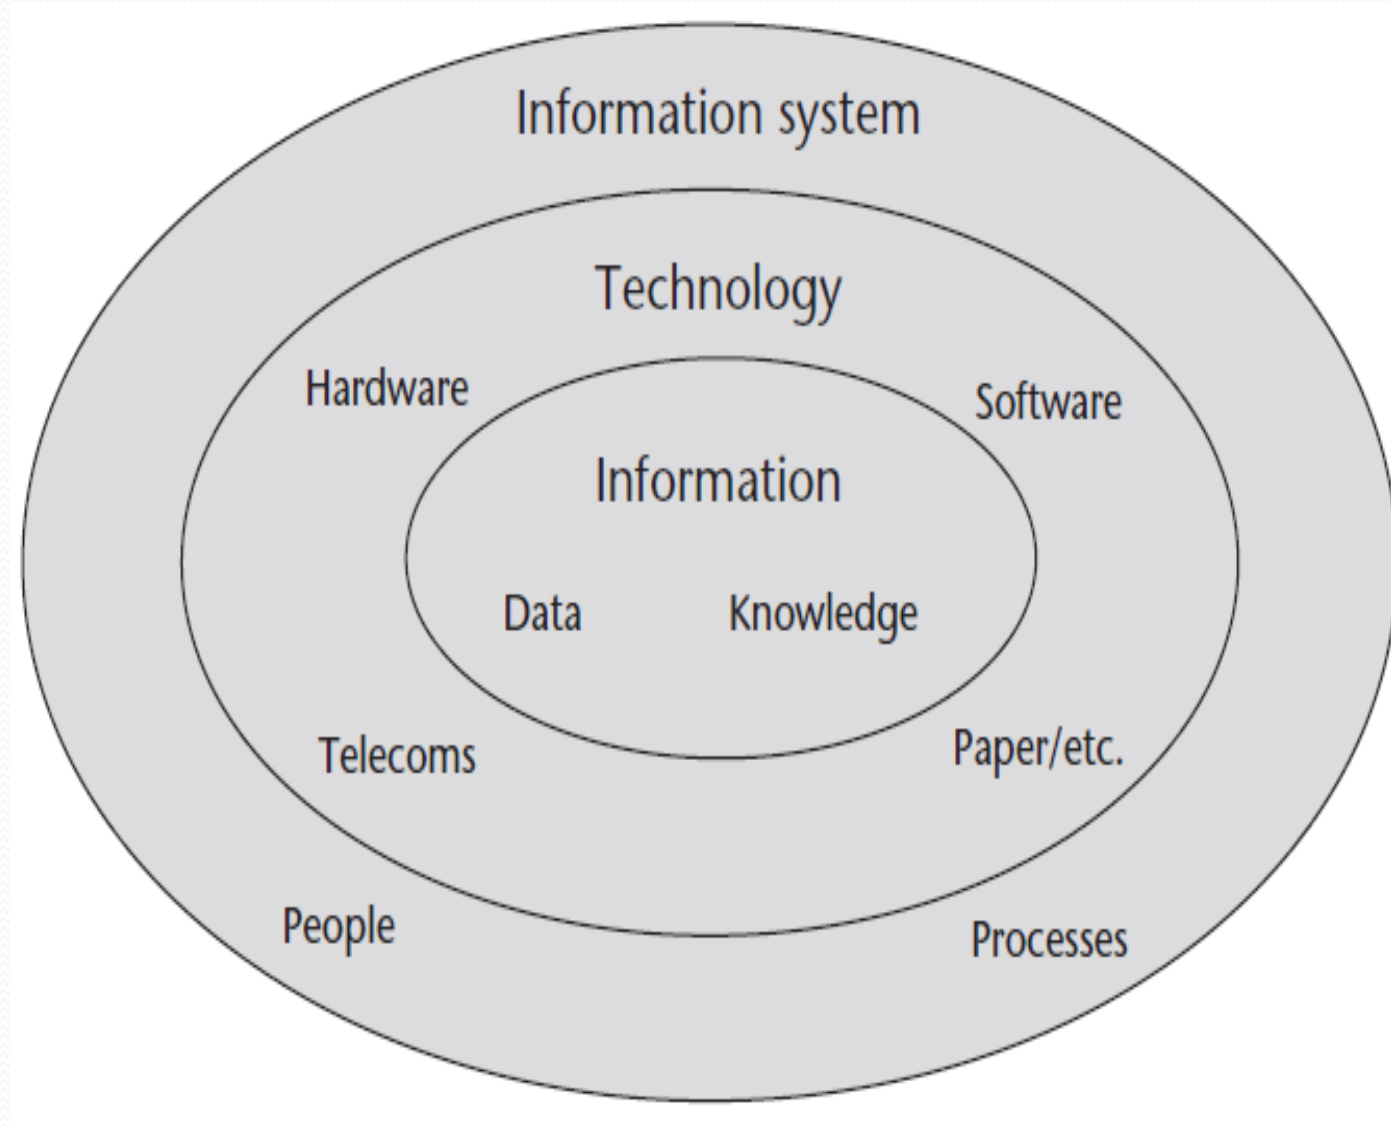 Information system
Technology
Hardware
Software
Information
Data Knowledge
Telecoms
Paper/etc.
People
Processes